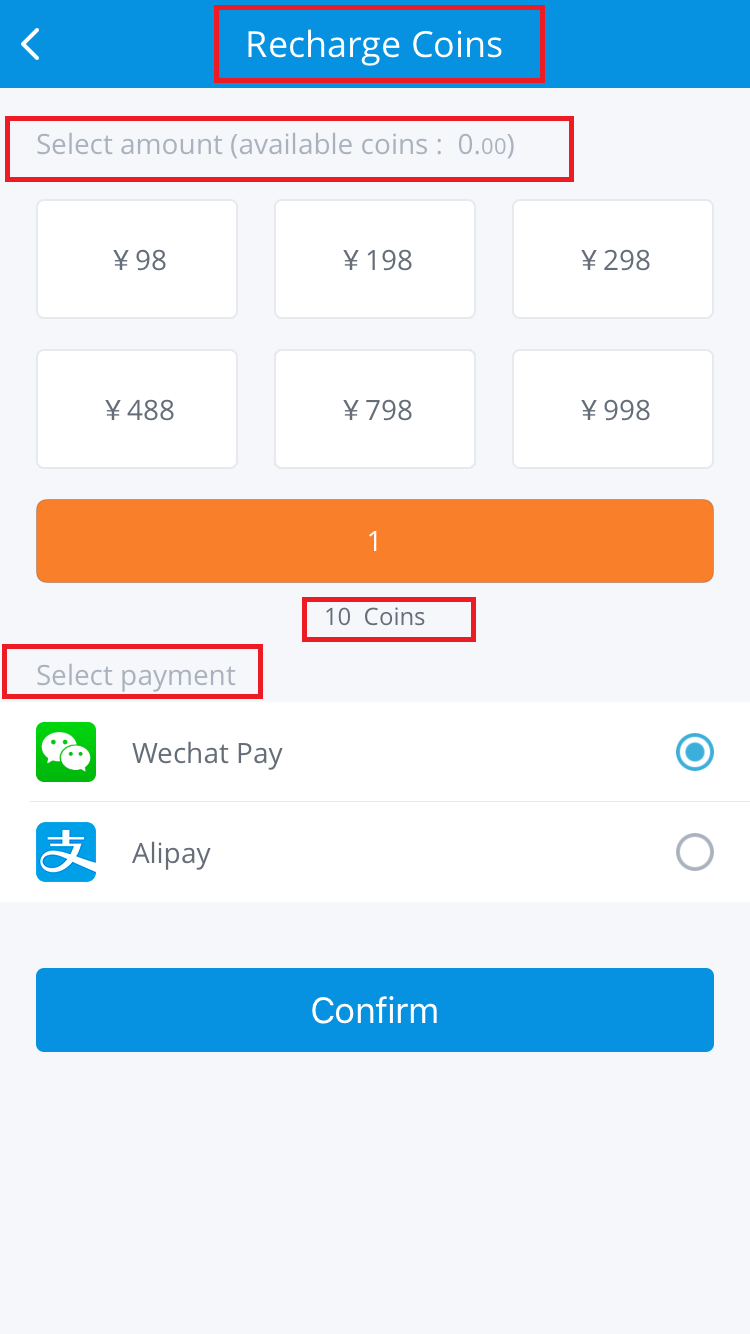 Recharge Coins
Select amount (available coins : 0.00)
¥ 98 ¥ 198 ¥ 298
¥ 488 ¥ 798 ¥ 998
1
10 Coins
Select payment
Wechat Pay
支 Alipay
Confirm